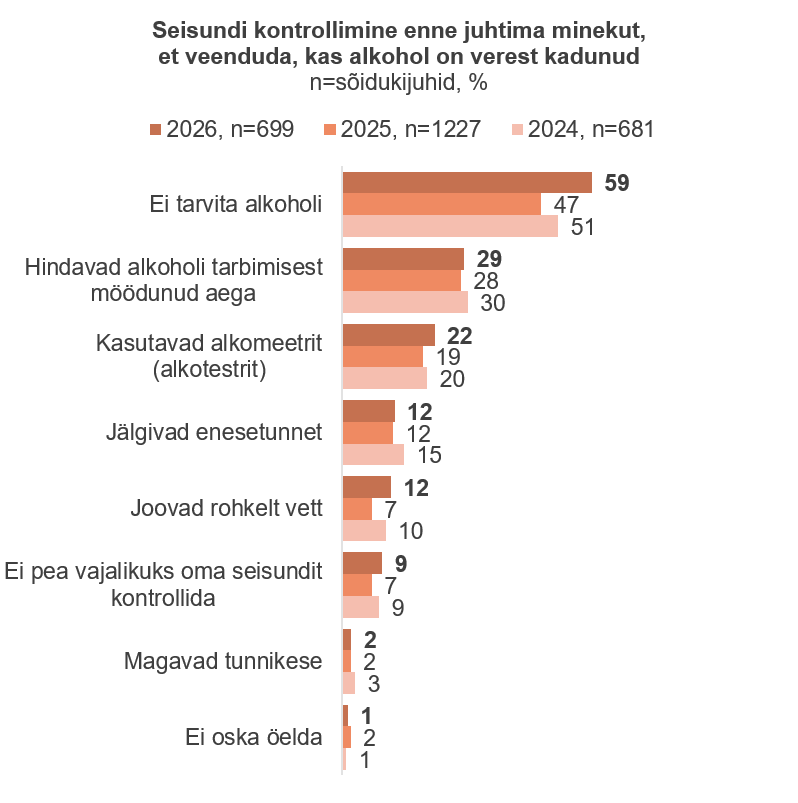 Seisundi kontrollimine enne juhtima minekut,
et veenduda, kas alkohol on verest kadunud
n=sõidukijuhid, %
2026, n=699 2025, n=1227 2024, n=681
Ei tarvita alkoholi
59
47
51
Hindavad alkoholi tarbimisest
möödunud aega
29
28
30
Kasutavad alkomeetrit
(alkotestrit)
22
19
20
Jälgivad enesetunnet
12
12
15
Joovad rohkelt vett
12
7
10
Ei pea vajalikuks oma seisundit
kontrollida
9
7
9
Magavad tunnikese
2
2
3
Ei oska öelda
1
2
1